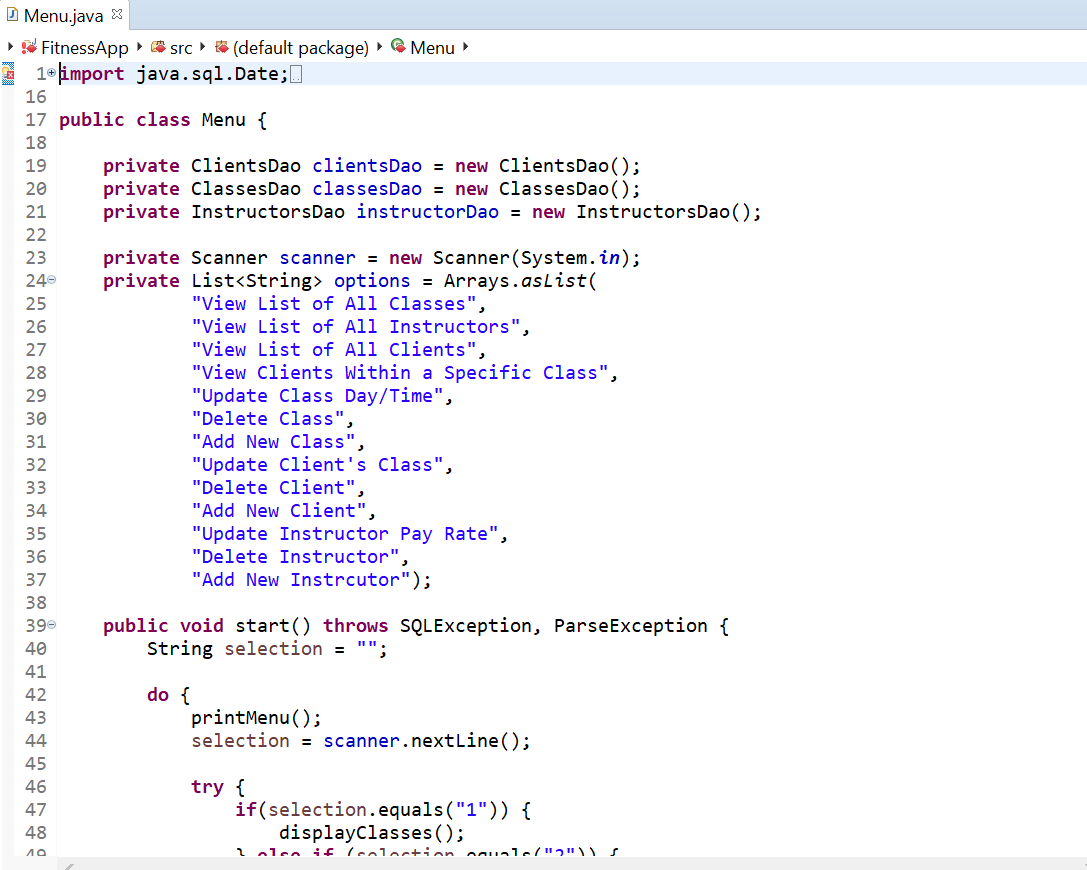 Menu.java
FitnessApp src (default package) Menu
1 import java.sql.Date;
16
17 public class Menu {
18
19 private ClientsDao clientsDao = new ClientsDao();
20 private ClassesDao classesDao = new ClassesDao();
21 private InstructorsDao instructorDao = new InstructorsDao();
22
23 private Scanner scanner = new Scanner(System.in);
24 private List<String> options = Arrays.asList(
25 "View List of All Classes",
26 "View List of All Instructors",
27 "View List of All Clients",
28 "View Clients Within a Specific Class",
29 "Update Class Day/Time",
30 "Delete Class",
31 "Add New Class",
32 "Update Client's Class",
33 "Delete Client",
34 "Add New Client",
35 "Update Instructor Pay Rate",
36 "Delete Instructor",
37 "Add New Instrcutor");
38
39 public void start() throws SQLException, ParseException {
40 String selection = "";
41
42 do {
43 printMenu();
44 selection = scanner.nextLine();
45
46 try {
47 if(selection.equals("1")) {
48 displayClasses();
49 } else if (selection.equals("2")) {